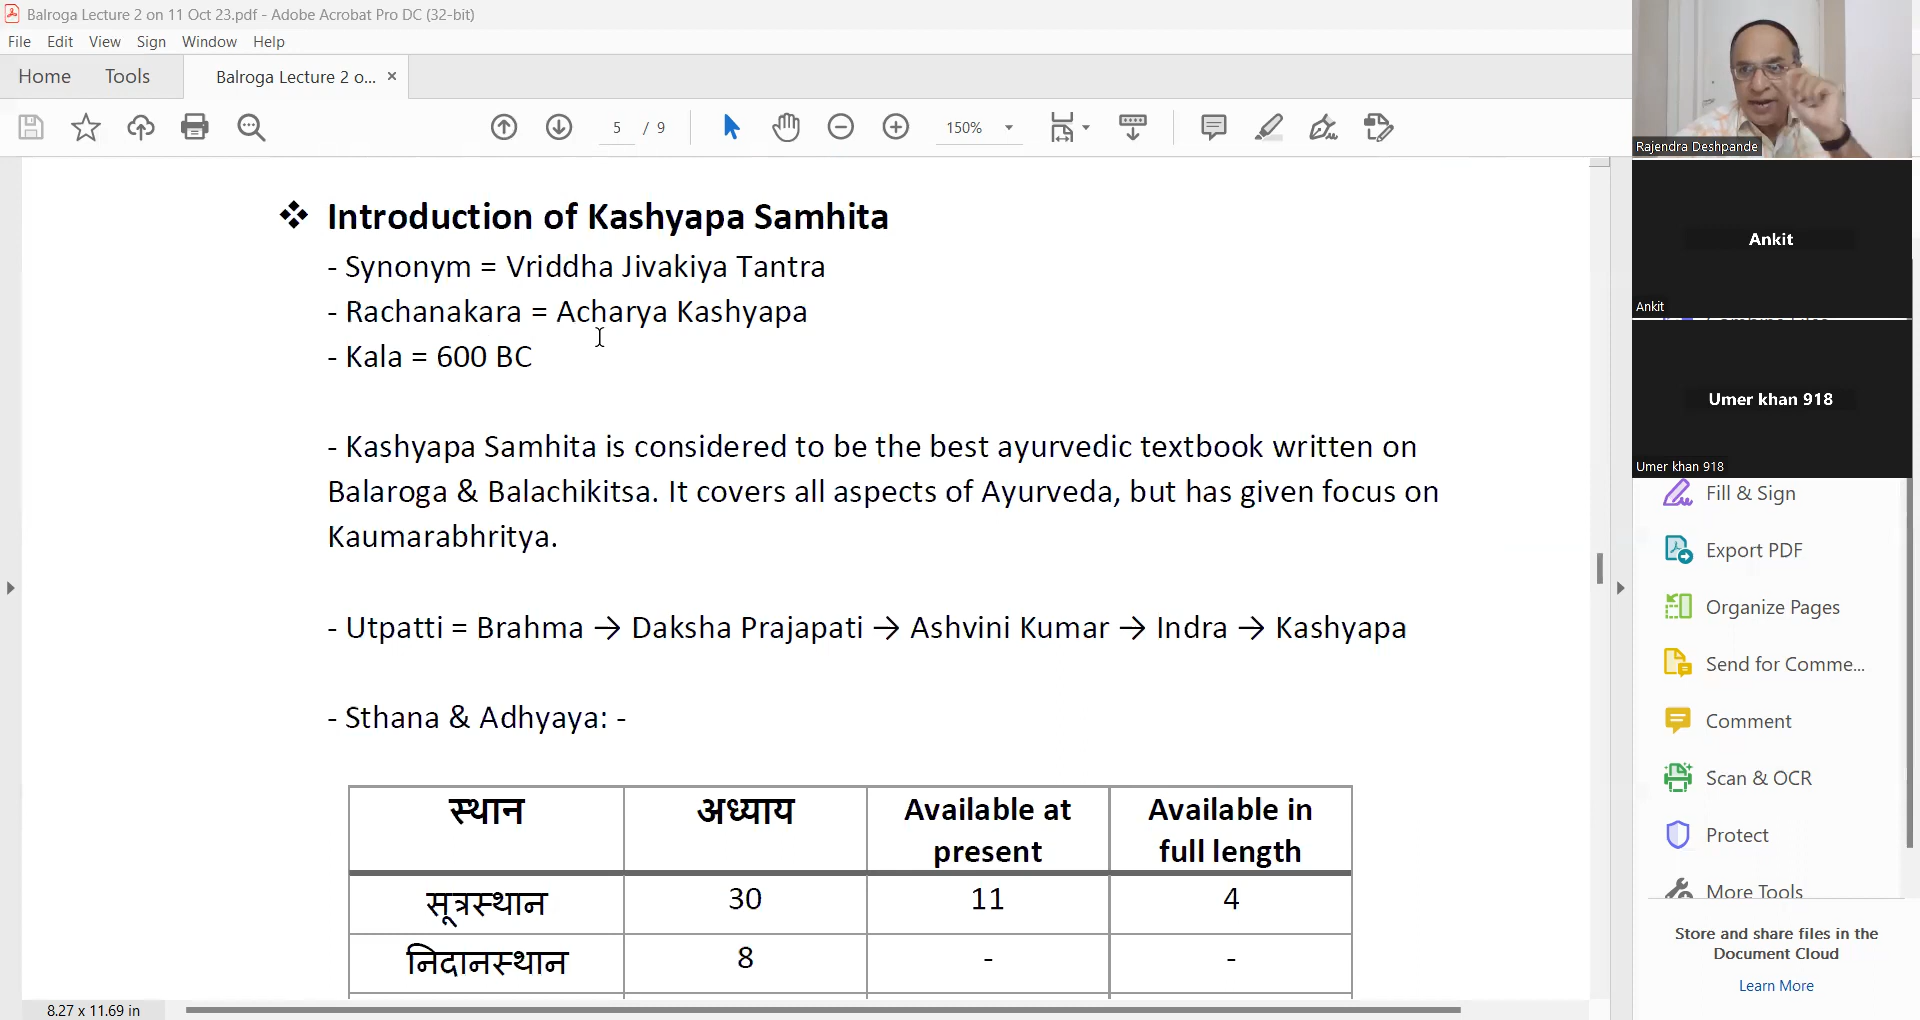 Balroga Lecture 2 on 11 Oct 23.pdf - Adobe Acrobat Pro DC (32-bit)
File Edit View Sign Window Help
Home Tools Balroga Lecture 2 o... ×
5 / 9 150%
❖ Introduction of Kashyapa Samhita
- Synonym = Vriddha Jivakiya Tantra
- Rachanakara = Acharya Kashyapa
- Kala = 600 BC
- Kashyapa Samhita is considered to be the best ayurvedic textbook written on
Balaroga & Balachikitsa. It covers all aspects of Ayurveda, but has given focus on
Kaumarabhritya.
- Utpatti = Brahma → Daksha Prajapati → Ashvini Kumar → Indra → Kashyapa
- Sthana & Adhyaya: -
स्थान अध्याय Available at present Available in full length
सूत्रस्थान 30 11 4
निदानस्थान 8 - -
8.27 x 11.69 in
Rajendra Deshpande
Ankit
Ankit
Umer khan 918
Umer khan 918
Fill & Sign
Export PDF
Organize Pages
Send for Comme...
Comment
Scan & OCR
Protect
More Tools
Store and share files in the
Document Cloud
Learn More